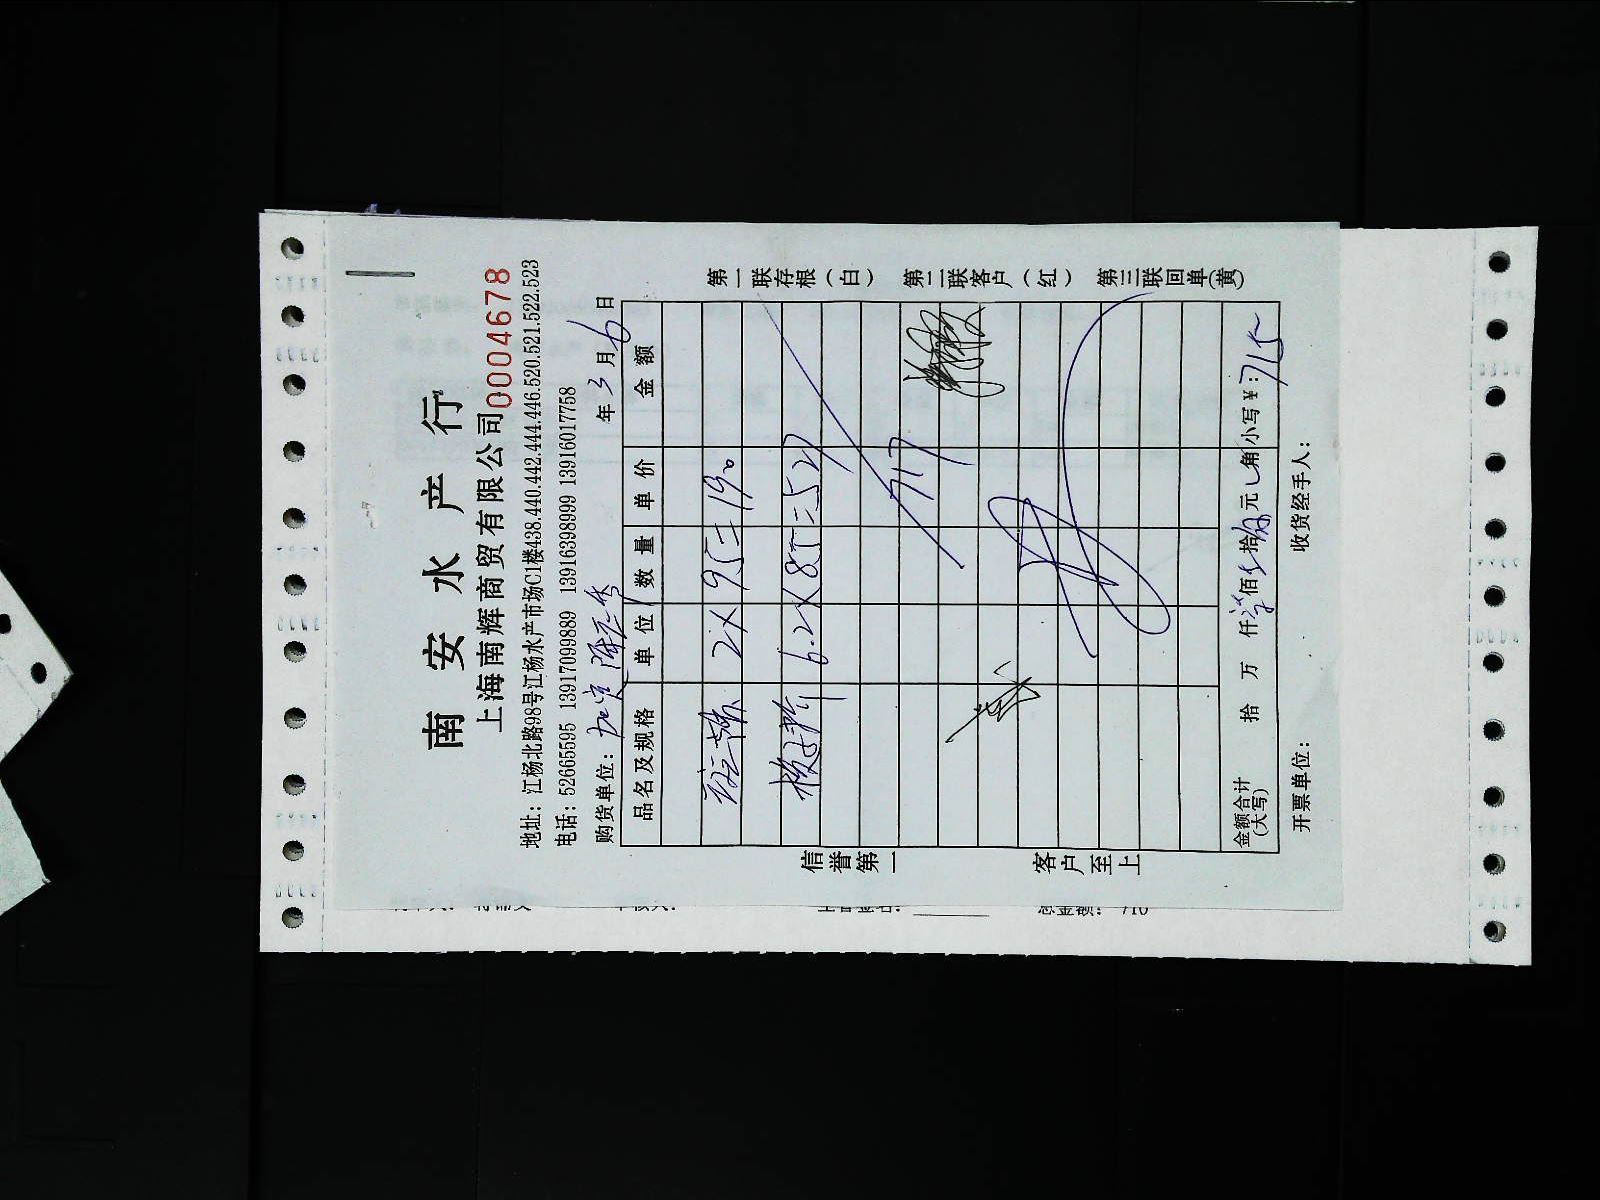 南安水产行
上海南辉商贸有限公司 0004678
地址：江杨北路98号江杨水产市场C1楼438.440.442.444.446.520.521.522.523
电话：52665595 13917099889 13916398999 13916017758
购货单位： 年3月6日
品名及规格 单位 数量 单价 金额
2×95=190
6.2×85=527
717
金额合计(大写) 拾 万 仟 佰 拾 元 角 小写￥：715
开票单位： 收货经手人：
信誉第一 客户至上
第一联存根(白) 第二联客户(红) 第三联回单(黄)
总金额： 710